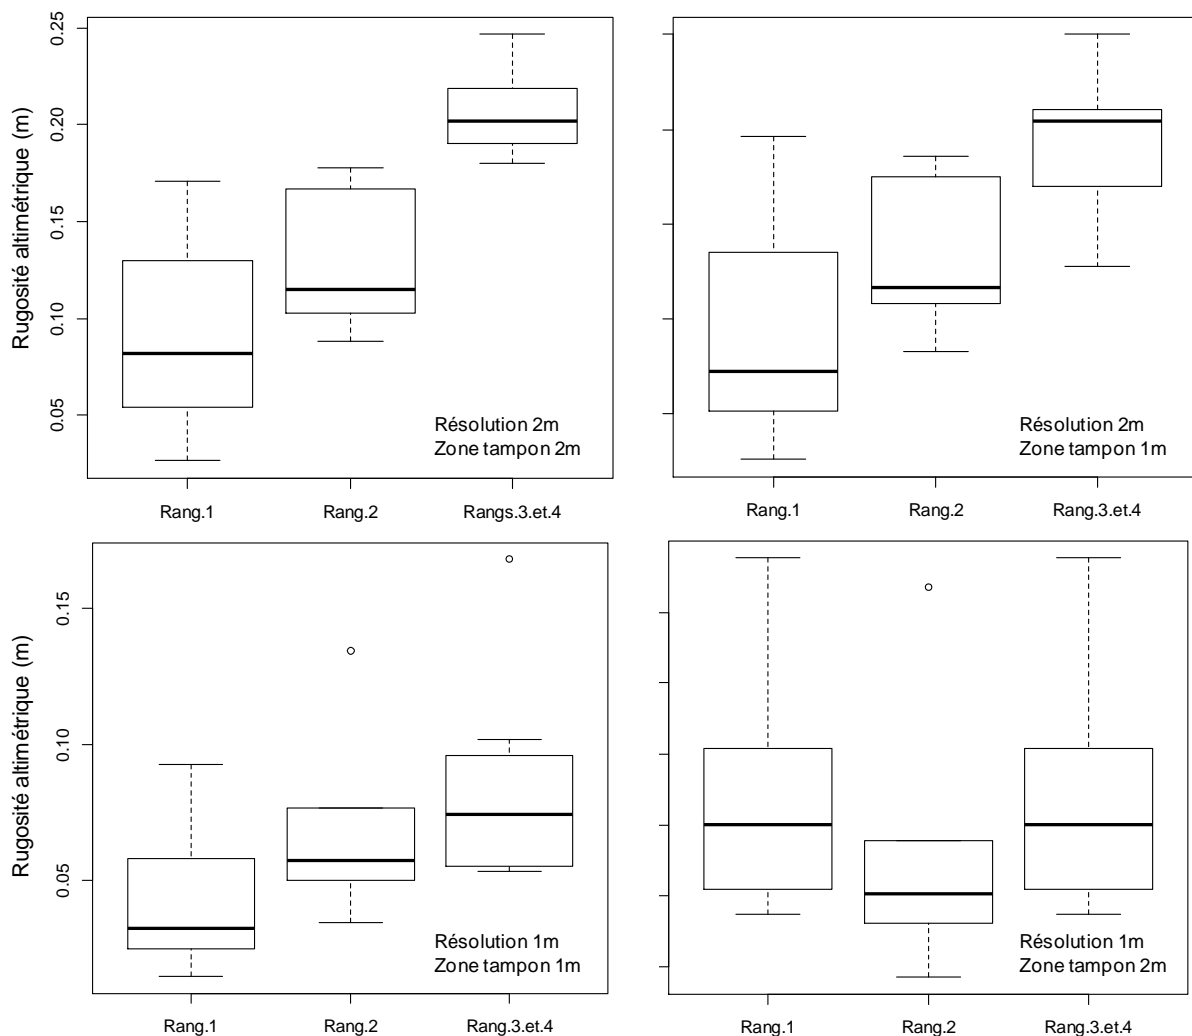 Rugosité altimétrique (m)
0.25
0.20
0.15
0.10
0.05
Résolution 2m
Zone tampon 2m
Rang.1
Rang.2
Rangs.3.et.4
Résolution 2m
Zone tampon 1m
Rang.1
Rang.2
Rang.3.et.4
Rugosité altimétrique (m)
0.15
0.10
0.05
Résolution 1m
Zone tampon 1m
Rang.1
Rang.2
Rang.3.et.4
Résolution 1m
Zone tampon 2m
Rang.1
Rang.2
Rang.3.et.4